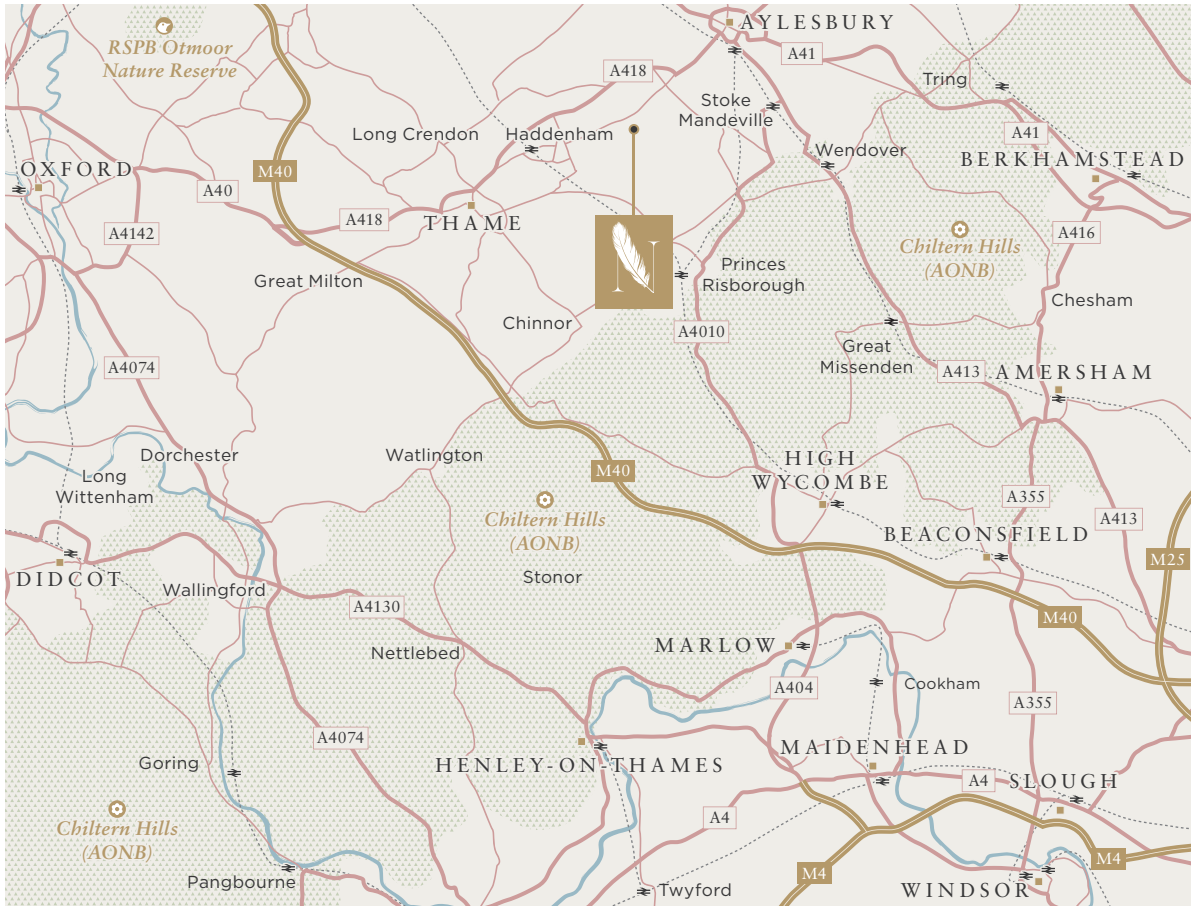 AYLESBURY
RSPB Otmoor
Nature Reserve
A41
A418
Tring
Stoke
Mandeville
Long Crendon
Haddenham
A41
Wendover
BERKHAMSTEAD
OXFORD
M40
A40
A418
THAME
A4142
A416
Chiltern Hills
(AONB)
N
Princes
Risborough
Great Milton
Chesham
Chinnor
A4010
Great
Missenden
A4074
A413
AMERSHAM
Dorchester
Watlington
HIGH
WYCOMBE
M40
Long
Wittenham
A355
A413
Chiltern Hills
(AONB)
BEACONSFIELD
M25
DIDCOT
Stonor
Wallingford
A4130
M40
MARLOW
Nettlebed
A404
Cookham
A355
A4074
MAIDENHEAD
Goring
HENLEY-ON-THAMES
A4
SLOUGH
A4
Chiltern Hills
(AONB)
M4
M4
Pangbourne
Twyford
WINDSOR